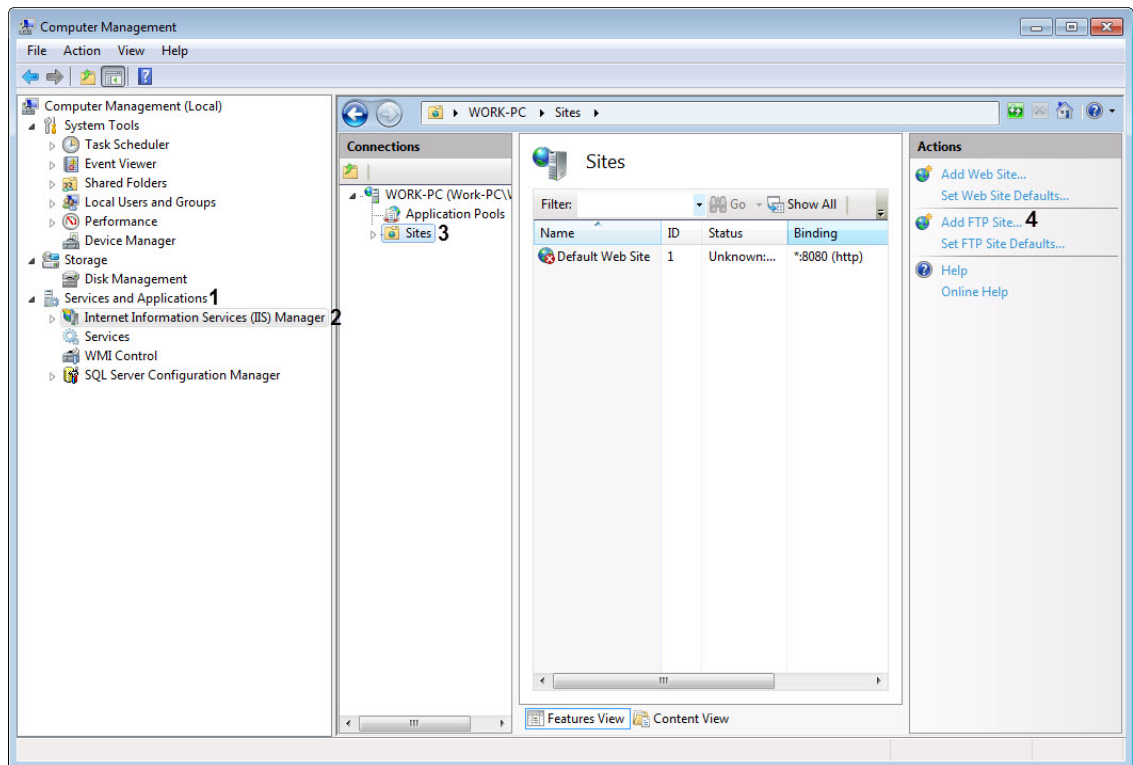 Computer Management
File Action View Help
Computer Management (Local)
System Tools
Task Scheduler
Event Viewer
Shared Folders
Local Users and Groups
Performance
Device Manager
Storage
Disk Management
Services and Applications 1
Internet Information Services (IIS) Manager 2
Services
WMI Control
SQL Server Configuration Manager
WORK-PC Sites
Connections
WORK-PC (Work-PC\
Application Pools
Sites 3
Sites
Filter: Go Show All
Name ID Status Binding
Default Web Site 1 Unknown:... *:8080 (http)
Features View Content View
Actions
Add Web Site...
Set Web Site Defaults...
Add FTP Site... 4
Set FTP Site Defaults...
Help
Online Help